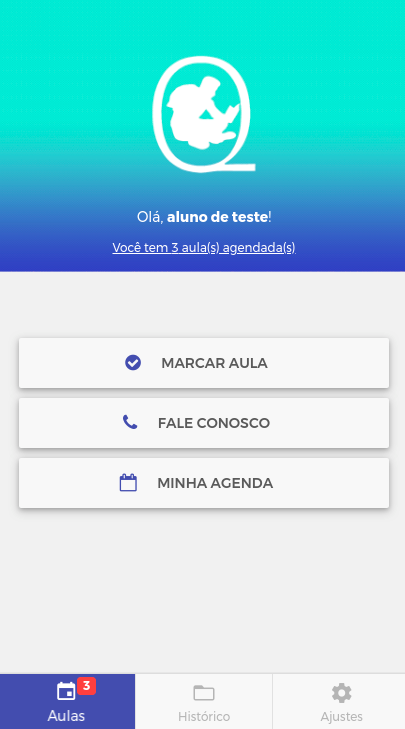 Olá, aluno de teste!
Você tem 3 aula(s) agendada(s)
MARCAR AULA
FALE CONOSCO
MINHA AGENDA
3
Aulas
Histórico
Ajustes